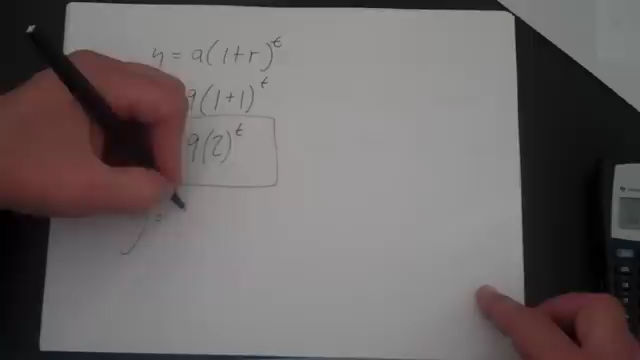 y = a(1+r)^t
9(1+1)^t
9(2)^t
y =